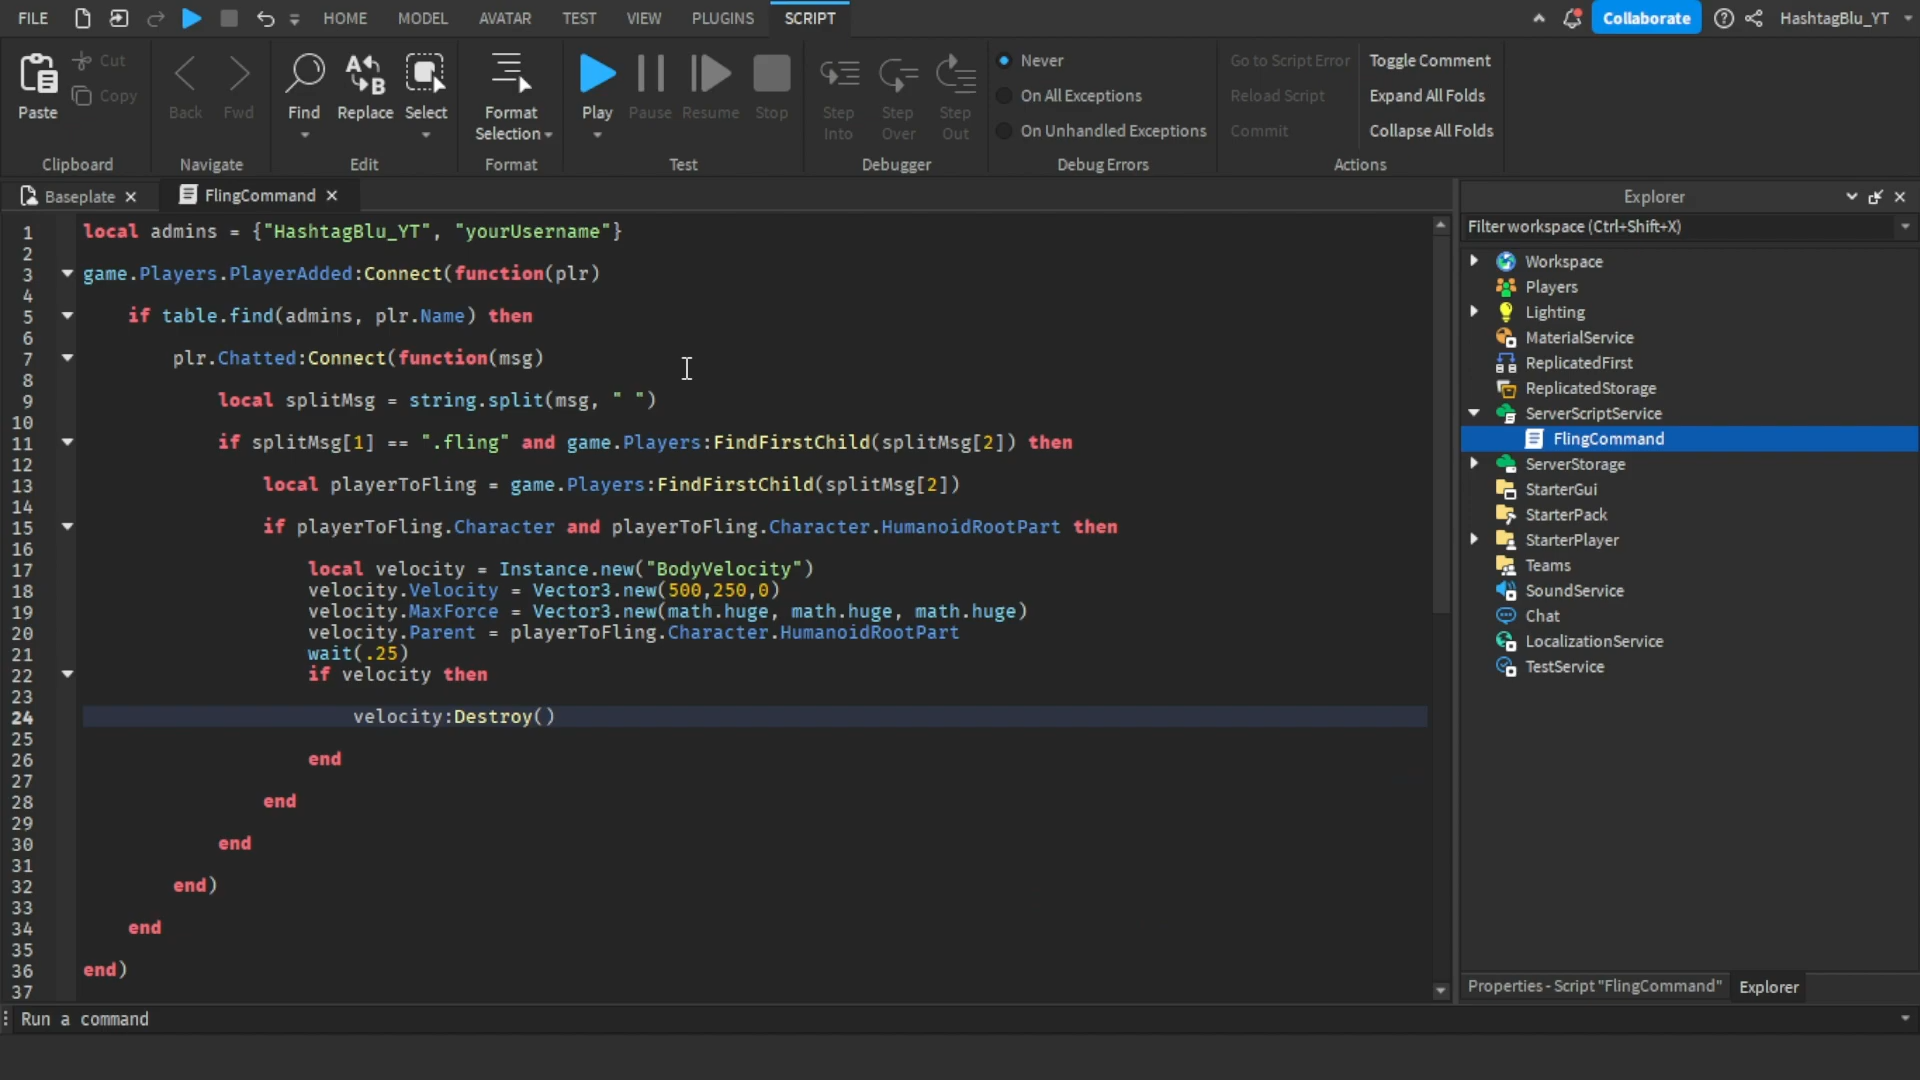 FILE HOME MODEL AVATAR TEST VIEW PLUGINS SCRIPT Collaborate HashtagBlu_YT
Paste Cut Copy
Clipboard
Back Fwd
Navigate
Find Replace Select
Edit
Format Selection
Format
Play Pause Resume Stop
Test
Step Into Step Over Step Out
Debugger
Never
On All Exceptions
On Unhandled Exceptions
Debug Errors
Go to Script Error Toggle Comment
Reload Script Expand All Folds
Commit Collapse All Folds
Actions
Baseplate FlingCommand
1 local admins = {"HashtagBlu_YT", "yourUsername"}
2
3 game.Players.PlayerAdded:Connect(function(plr)
4
5 if table.find(admins, plr.Name) then
6
7 plr.Chatted:Connect(function(msg)
8
9 local splitMsg = string.split(msg, " ")
10
11 if splitMsg[1] == ".fling" and game.Players:FindFirstChild(splitMsg[2]) then
12
13 local playerToFling = game.Players:FindFirstChild(splitMsg[2])
14
15 if playerToFling.Character and playerToFling.Character.HumanoidRootPart then
16
17 local velocity = Instance.new("BodyVelocity")
18 velocity.Velocity = Vector3.new(500,250,0)
19 velocity.MaxForce = Vector3.new(math.huge, math.huge, math.huge)
20 velocity.Parent = playerToFling.Character.HumanoidRootPart
21 wait(.25)
22 if velocity then
23
24 velocity:Destroy()
25
26 end
27
28 end
29
30 end
31
32 end)
33
34 end
35
36 end)
37
Explorer
Filter workspace (Ctrl+Shift+X)
Workspace
Players
Lighting
MaterialService
ReplicatedFirst
ReplicatedStorage
ServerScriptService
FlingCommand
ServerStorage
StarterGui
StarterPack
StarterPlayer
Teams
SoundService
Chat
LocalizationService
TestService
Properties - Script "FlingCommand" Explorer
Run a command